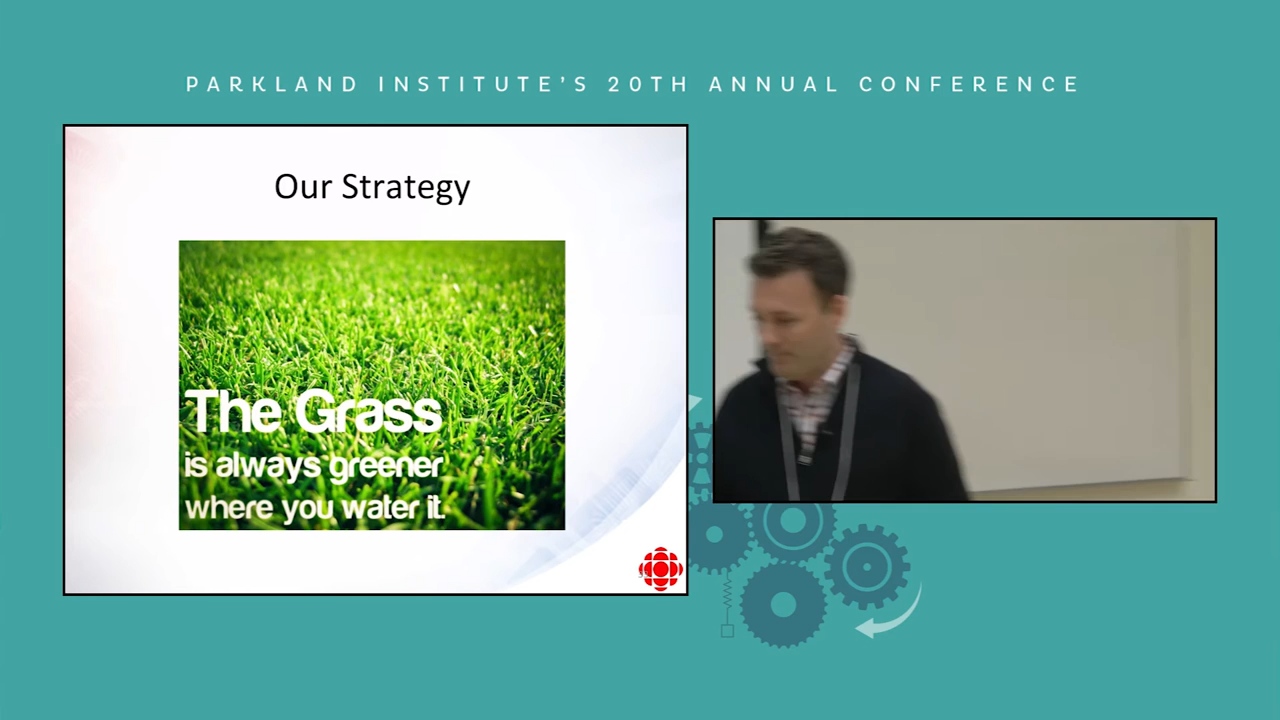 PARKLAND INSTITUTE'S 20TH ANNUAL CONFERENCE
Our Strategy
The Grass
is always greener
where you water it.